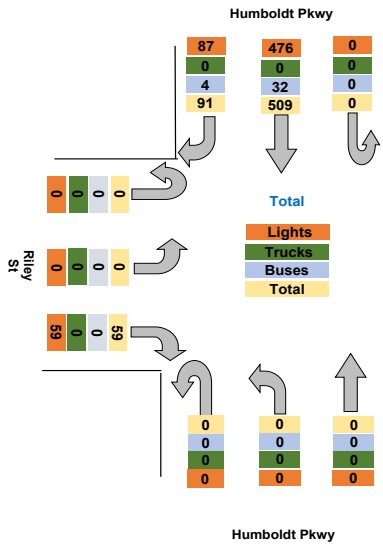 Humboldt Pkwy
87 476 0
0 0 0
4 32 0
91 509 0
0 0 0 0
Total
Lights
Trucks
Buses
Total
Riley St
0 0 0 0
59 0 0 59
0 0 0
0 0 0
0 0 0
0 0 0
Humboldt Pkwy